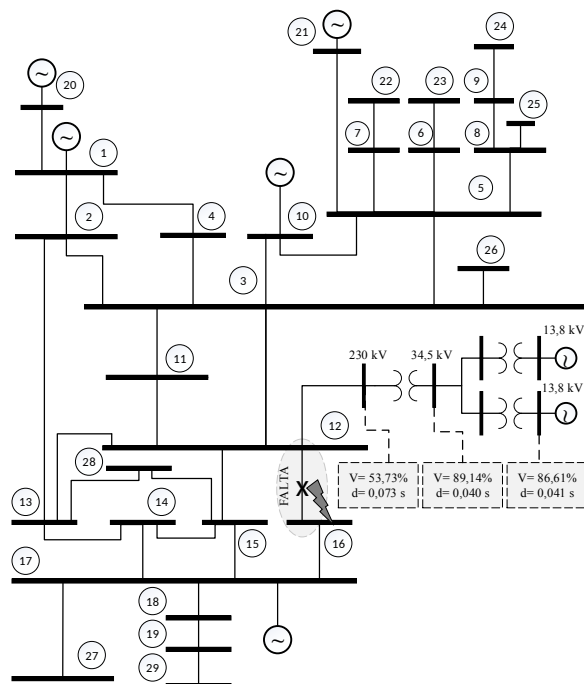 21
24
20
22
23
9
25
1
7
6
8
2
4
10
5
3
26
11
230 kV
34,5 kV
13,8 kV
13,8 kV
12
28
FALTA
X
V= 53,73%
d= 0,073 s
V= 89,14%
d= 0,040 s
V= 86,61%
d= 0,041 s
13
14
15
16
17
18
19
27
29